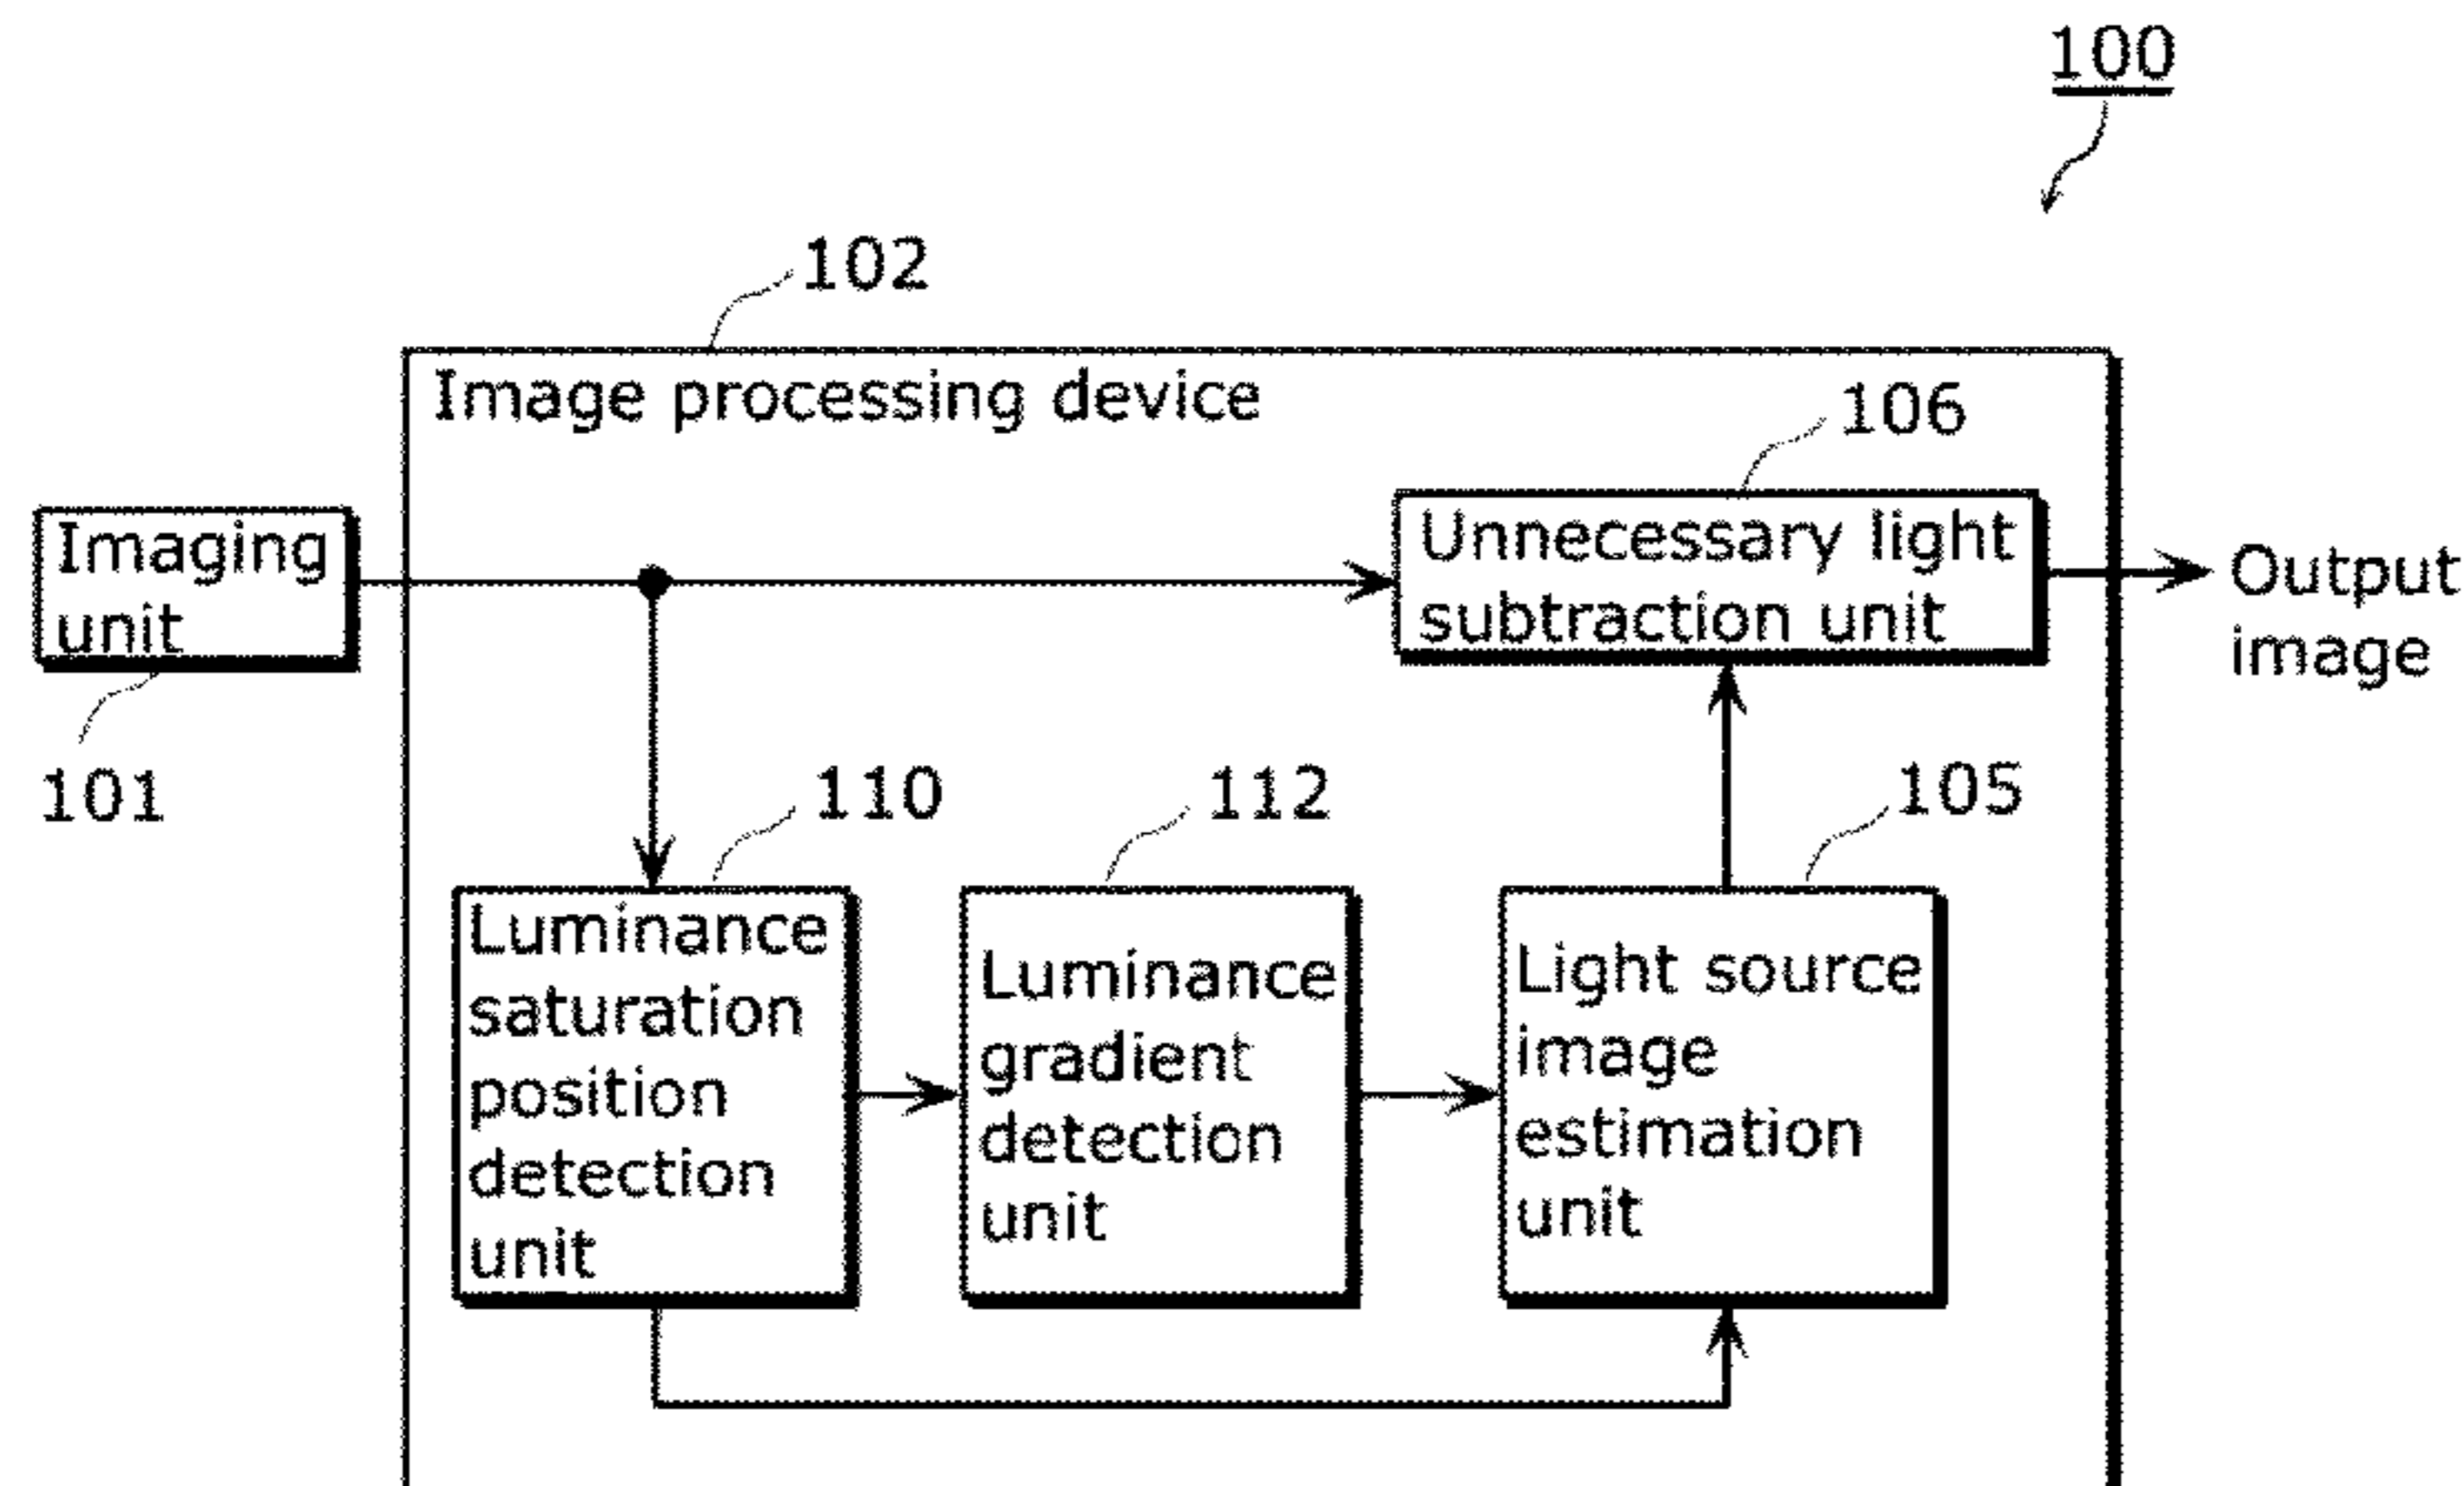 100
102
Image processing device
106
Imaging
unit
Unnecessary light
subtraction unit
Output
image
101
110
112
105
Luminance
saturation
position
detection
unit
Luminance
gradient
detection
unit
Light source
image
estimation
unit